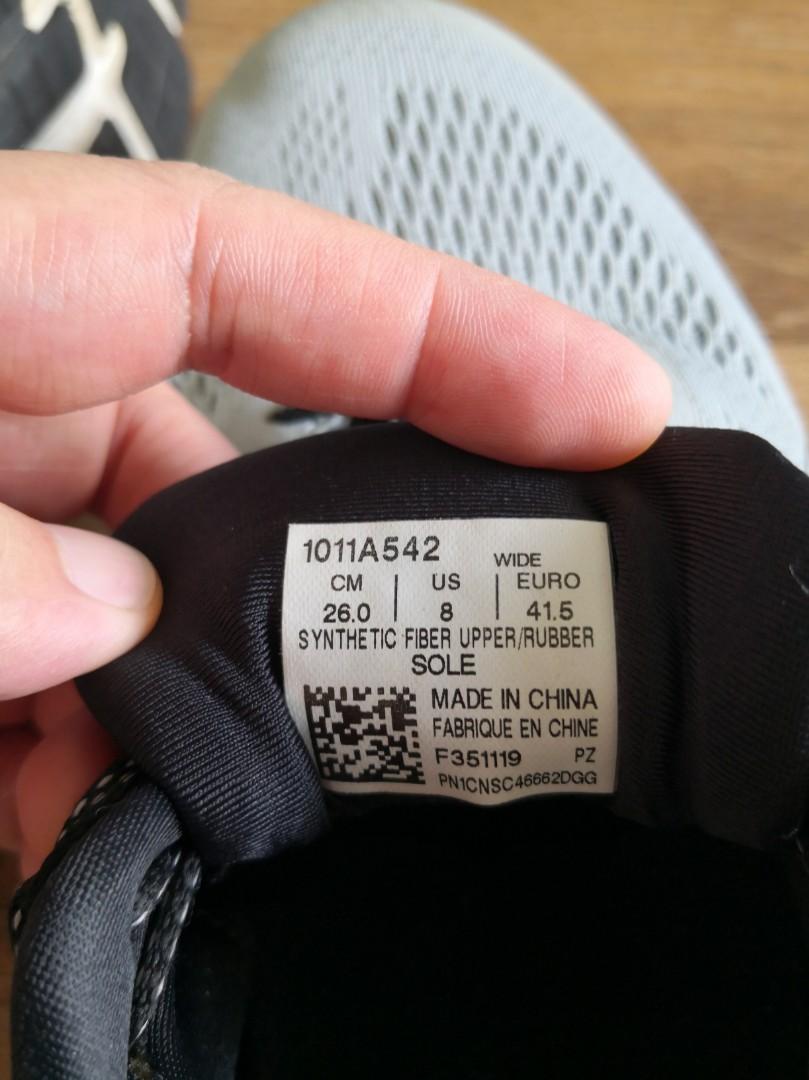 1011A542
WIDE
CM | US | EURO
26.0 | 8 | 41.5
SYNTHETIC FIBER UPPER/RUBBER
SOLE
MADE IN CHINA
FABRIQUE EN CHINE
F351119 PZ
PN1CNSC46662DGG